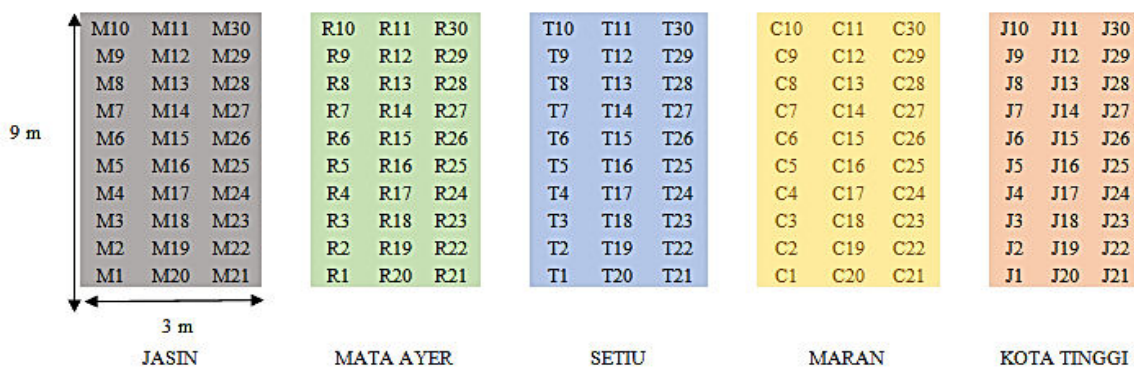 M10 M11 M30 R10 R11 R30 T10 T11 T30 C10 C11 C30 J10 J11 J30
M9 M12 M29 R9 R12 R29 T9 T12 T29 C9 C12 C29 J9 J12 J29
M8 M13 M28 R8 R13 R28 T8 T13 T28 C8 C13 C28 J8 J13 J28
M7 M14 M27 R7 R14 R27 T7 T14 T27 C7 C14 C27 J7 J14 J27
9 m
M6 M15 M26 R6 R15 R26 T6 T15 T26 C6 C15 C26 J6 J15 J26
M5 M16 M25 R5 R16 R25 T5 T16 T25 C5 C16 C25 J5 J16 J25
M4 M17 M24 R4 R17 R24 T4 T17 T24 C4 C17 C24 J4 J17 J24
M3 M18 M23 R3 R18 R23 T3 T18 T23 C3 C18 C23 J3 J18 J23
M2 M19 M22 R2 R19 R22 T2 T19 T22 C2 C19 C22 J2 J19 J22
M1 M20 M21 R1 R20 R21 T1 T20 T21 C1 C20 C21 J1 J20 J21
3 m
JASIN MATA AYER SETIU MARAN KOTA TINGGI